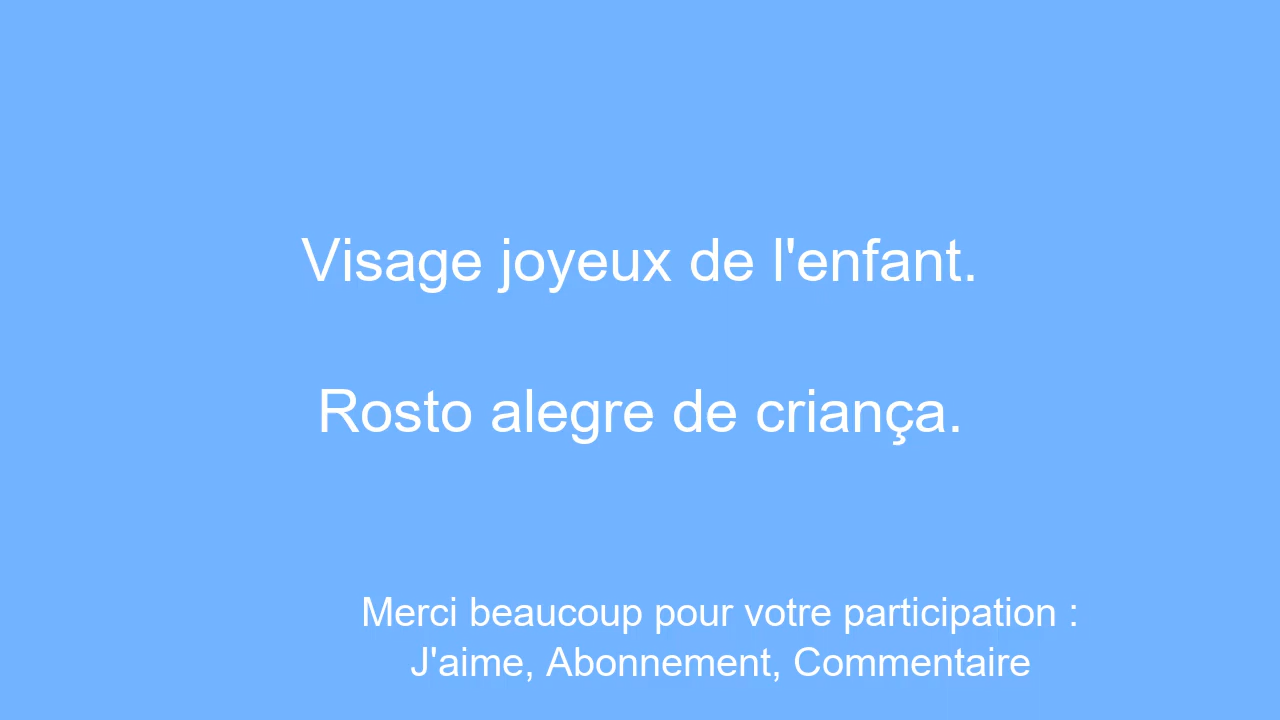 Visage joyeux de l'enfant.
Rosto alegre de criança.
Merci beaucoup pour votre participation :
J'aime, Abonnement, Commentaire